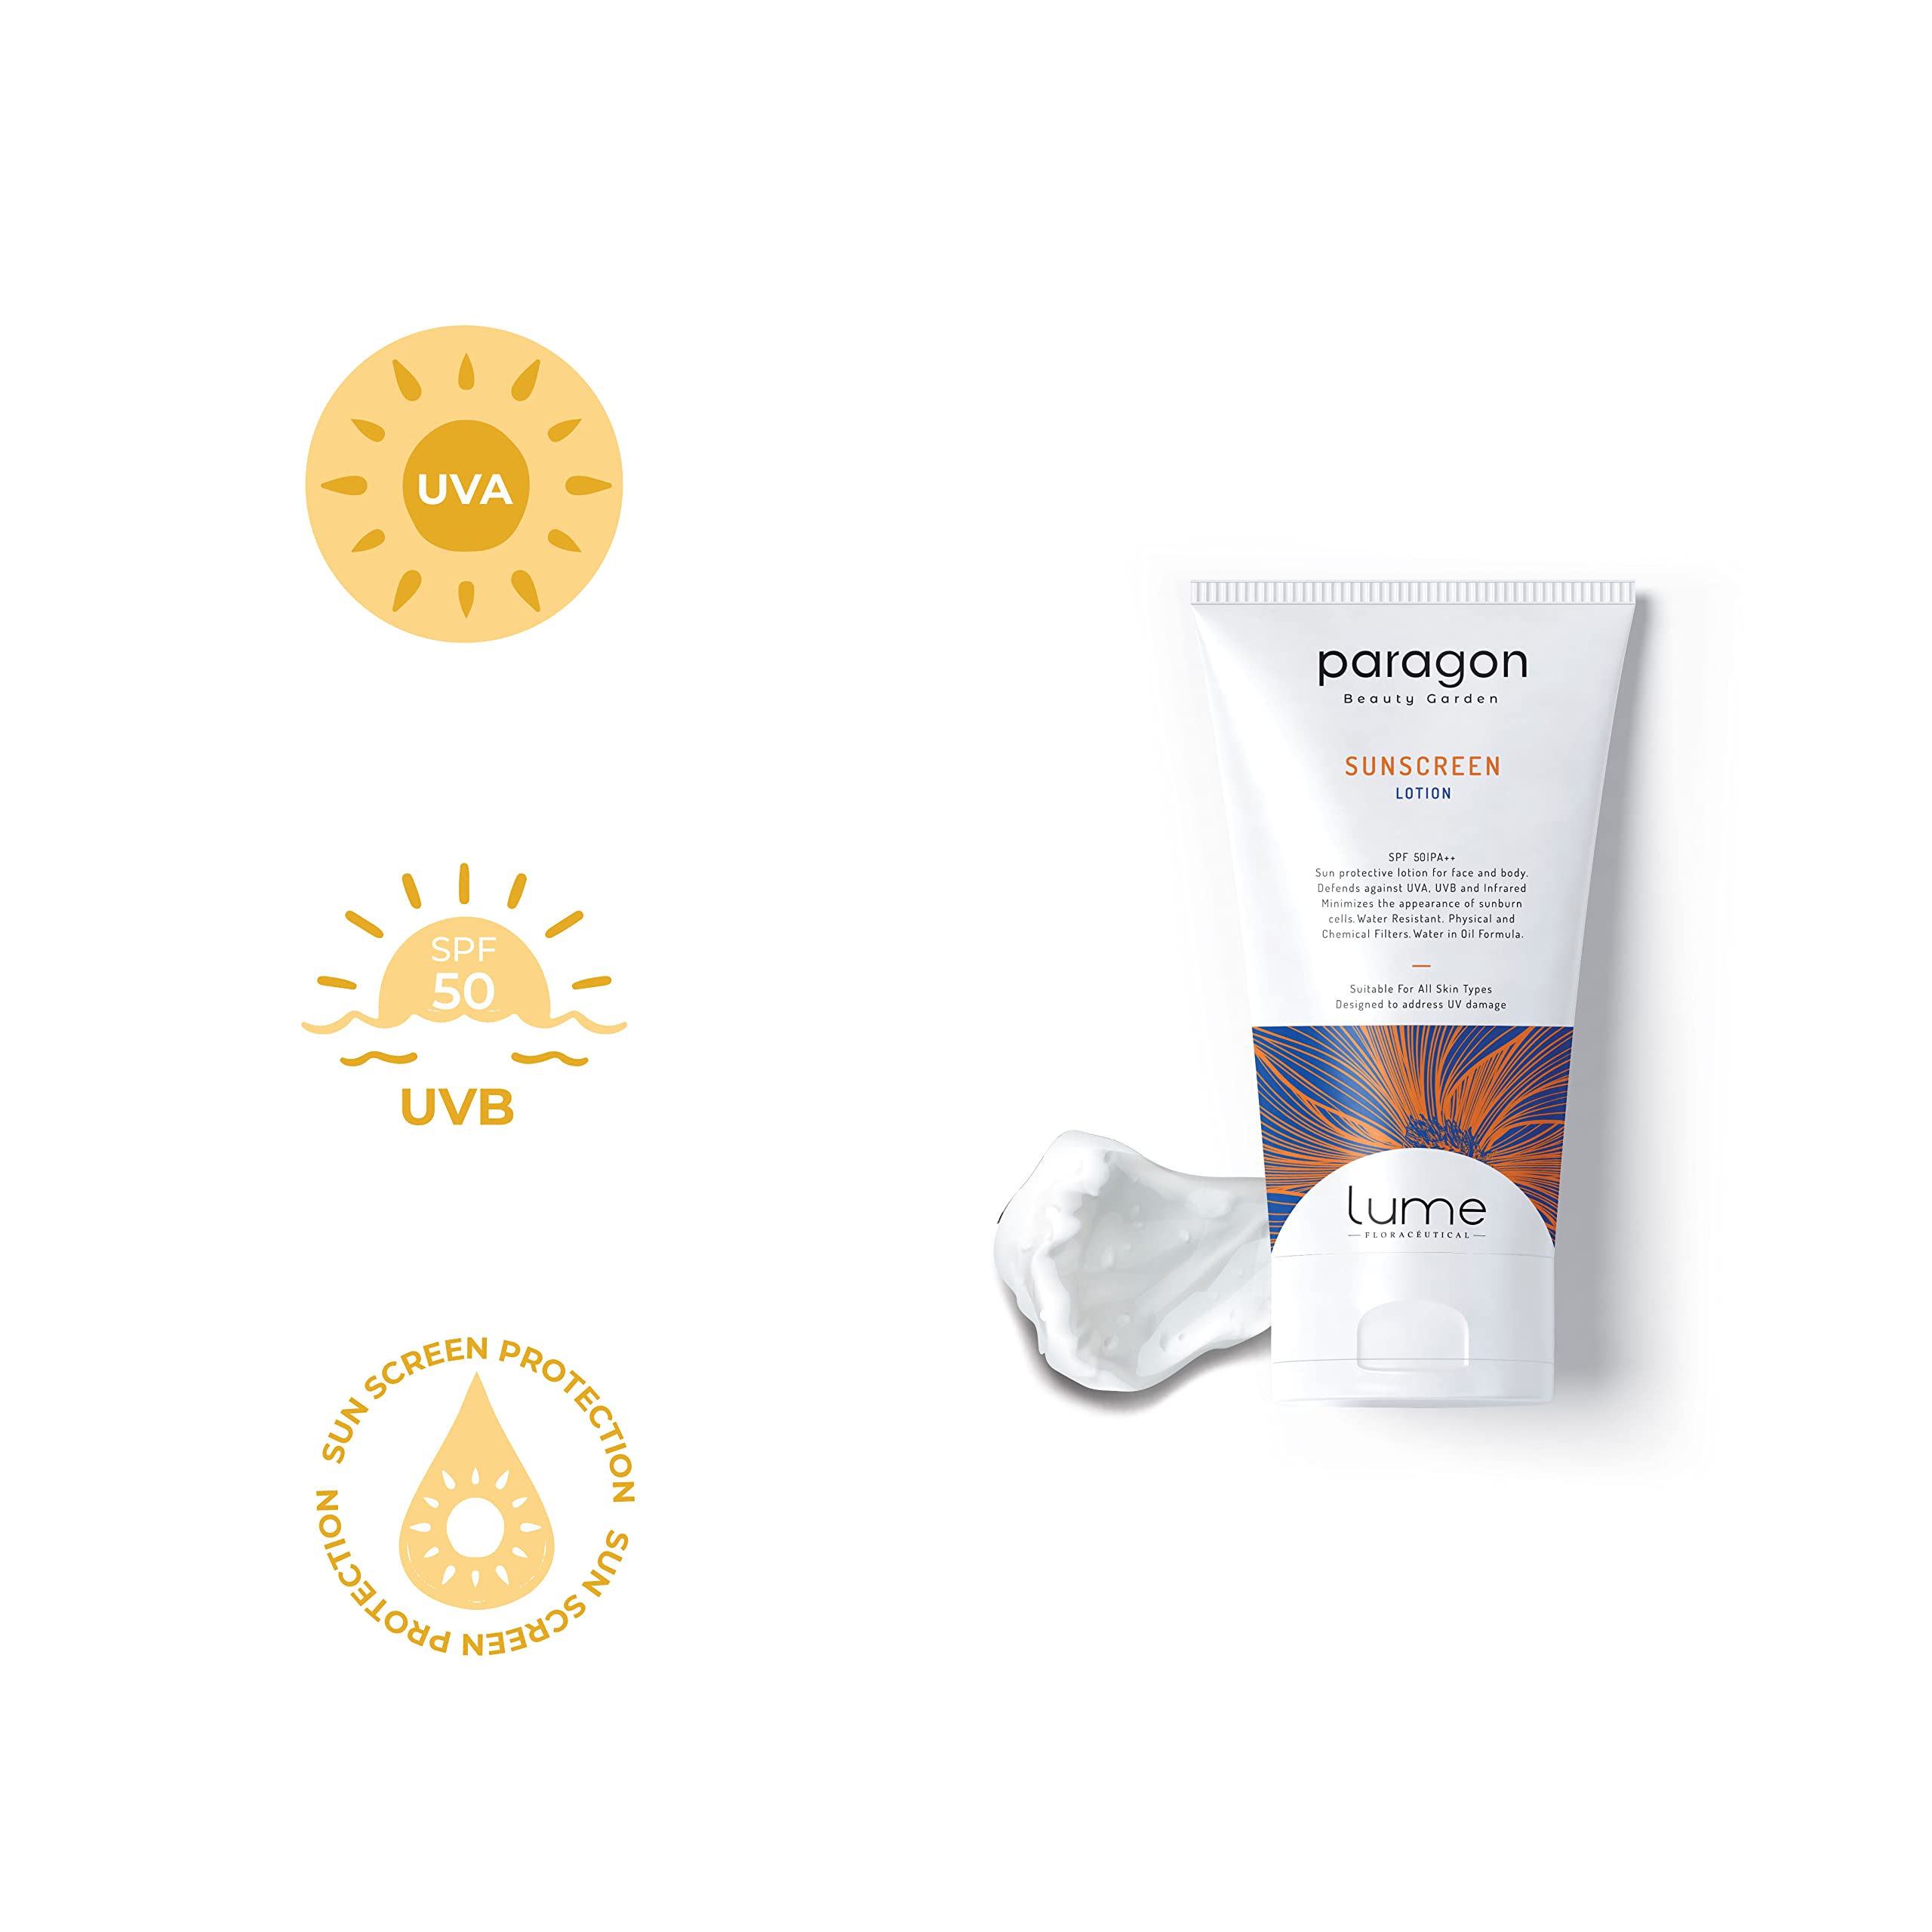 UVA
SPF
50
UVB
SUN SCREEN PROTECTION
SUN SCREEN PROTECTION
paragon
Beauty Garden
SUNSCREEN
LOTION
SPF 50|PA++
Sun protective lotion for face and body.
Defends against UVA, UVB and Infrared
Minimizes the appearance of sunburn
cells. Water Resistant. Physical and
Chemical Filters. Water in Oil Formula.
Suitable For All Skin Types
Designed to address UV damage
lume
FLORACEUTICAL